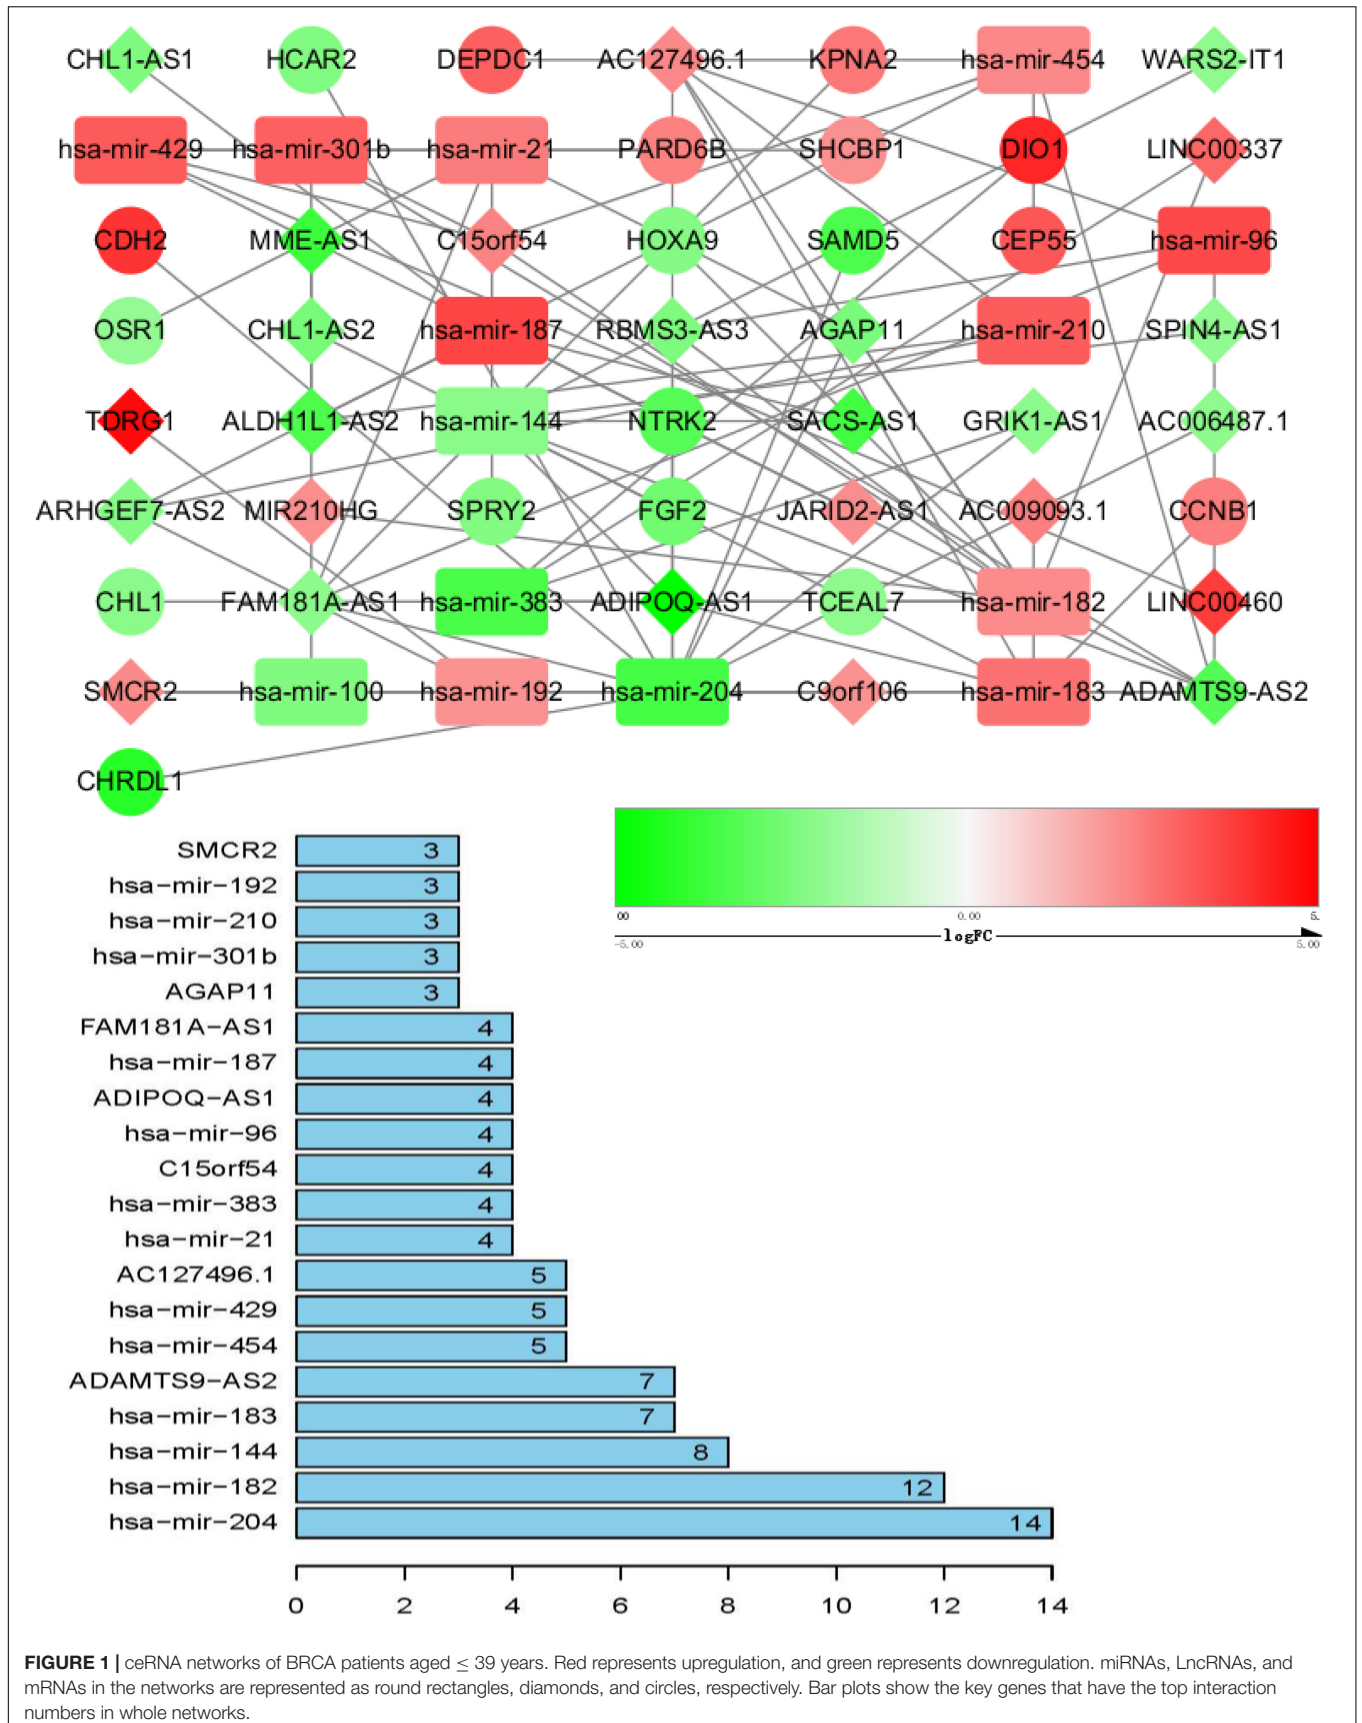 CHL1-AS1 HCAR2 DEPDC1 AC127496.1 KPNA2 hsa-mir-454 WARS2-IT1
hsa-mir-429 hsa-mir-301b hsa-mir-21 PARD6B SHCBP1 DIO1 LINC00337
CDH2 MME-AS1 C15orf54 HOXA9 SAMD5 CEP55 hsa-mir-96
OSR1 CHL1-AS2 hsa-mir-187 RBMS3-AS3 AGAP11 hsa-mir-210 SPIN4-AS1
TDRG1 ALDH1L1-AS2 hsa-mir-144 NTRK2 SACS-AS1 GRIK1-AS1 AC006487.1
ARHGEF7-AS2 MIR210HG SPRY2 FGF2 JARID2-AS1 AC009093.1 CCNB1
CHL1 FAM181A-AS1 hsa-mir-383 ADIPOQ-AS1 TCEAL7 hsa-mir-182 LINC00460
SMCR2 hsa-mir-100 hsa-mir-192 hsa-mir-204 C9orf106 hsa-mir-183 ADAMTS9-AS2
CHRDL1
00 0.00 5.
logFC
-5.00 5.00
SMCR2 3
hsa-mir-192 3
hsa-mir-210 3
hsa-mir-301b 3
AGAP11 3
FAM181A-AS1 4
hsa-mir-187 4
ADIPOQ-AS1 4
hsa-mir-96 4
C15orf54 4
hsa-mir-383 4
hsa-mir-21 4
AC127496.1 5
hsa-mir-429 5
hsa-mir-454 5
ADAMTS9-AS2 7
hsa-mir-183 7
hsa-mir-144 8
hsa-mir-182 12
hsa-mir-204 14
0 2 4 6 8 10 12 14
FIGURE 1 | ceRNA networks of BRCA patients aged ≤ 39 years. Red represents upregulation, and green represents downregulation. miRNAs, LncRNAs, and
mRNAs in the networks are represented as round rectangles, diamonds, and circles, respectively. Bar plots show the key genes that have the top interaction
numbers in whole networks.